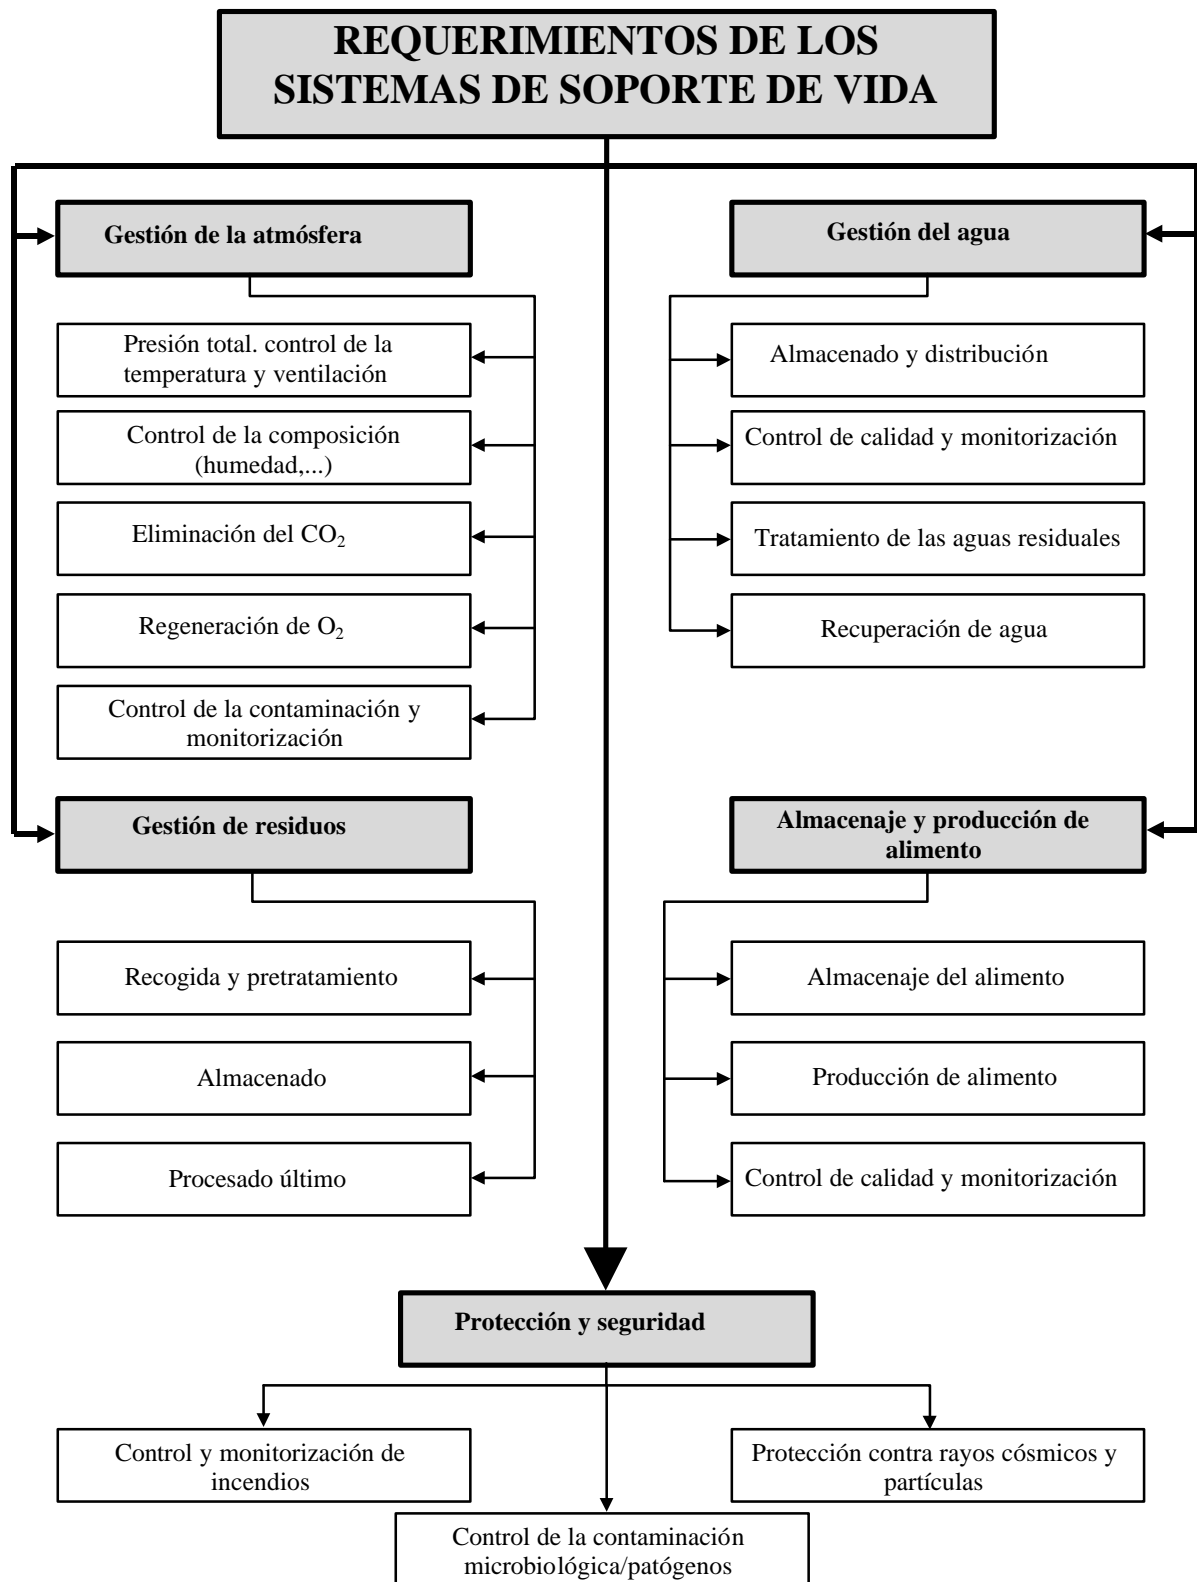 REQUERIMIENTOS DE LOS
SISTEMAS DE SOPORTE DE VIDA
Gestión de la atmósfera
Presión total. control de la
temperatura y ventilación
Control de la composición
(humedad,...)
Eliminación del CO₂
Regeneración de O₂
Control de la contaminación y
monitorización
Gestión del agua
Almacenado y distribución
Control de calidad y monitorización
Tratamiento de las aguas residuales
Recuperación de agua
Gestión de residuos
Recogida y pretratamiento
Almacenado
Procesado último
Almacenaje y producción de
alimento
Almacenaje del alimento
Producción de alimento
Control de calidad y monitorización
Protección y seguridad
Control y monitorización de
incendios
Control de la contaminación
microbiológica/patógenos
Protección contra rayos cósmicos y
partículas